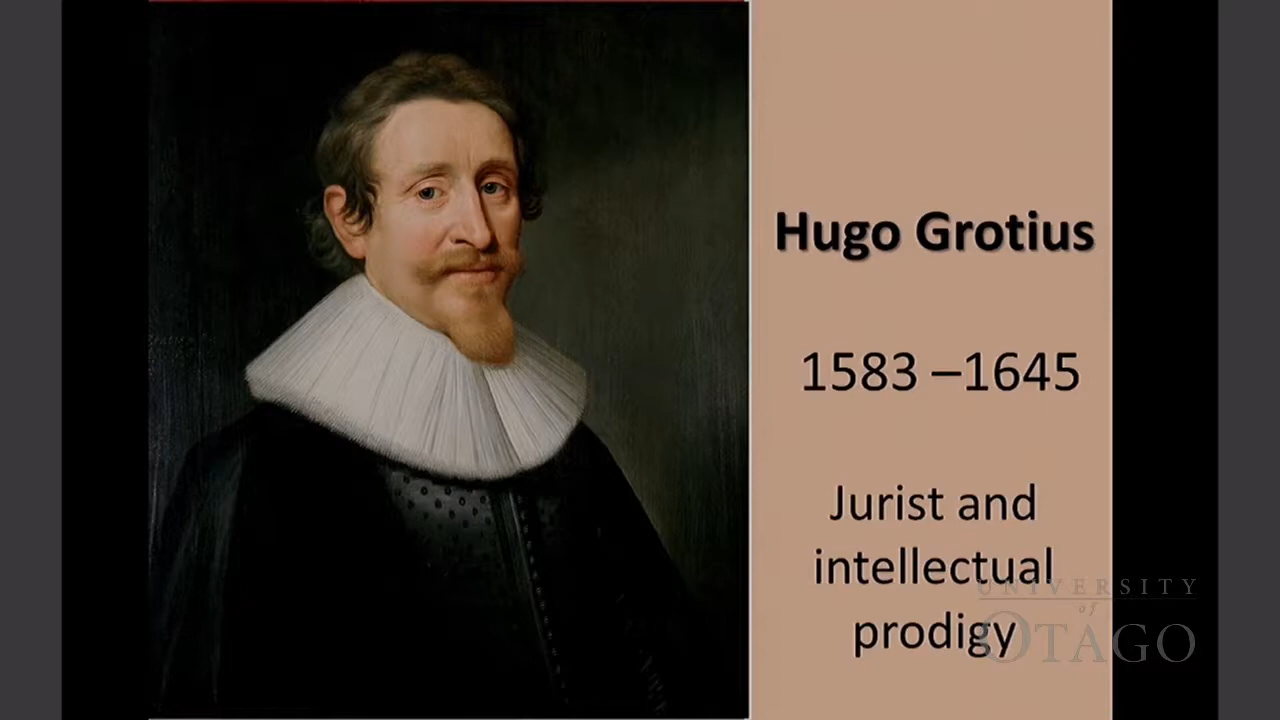 Hugo Grotius
1583 –1645
Jurist and
intellectual
prodigy
UNIVERSITY
of
OTAGO